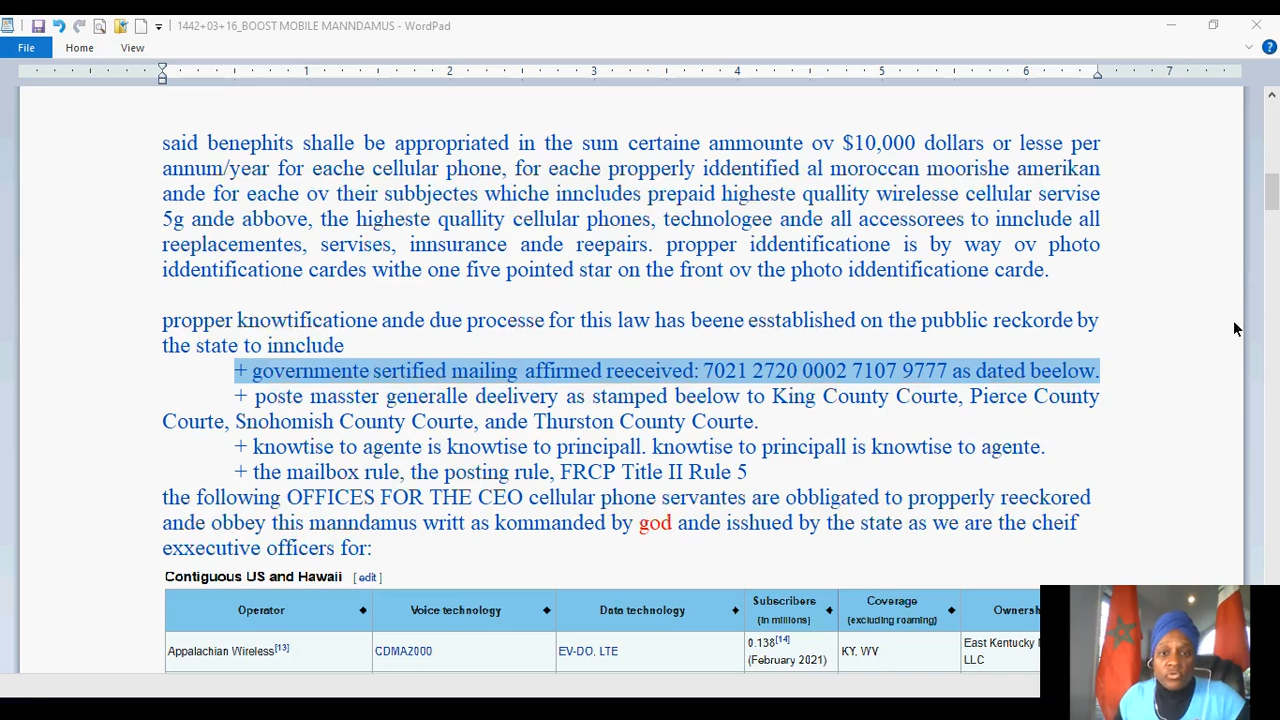 1442+03+16_BOOST MOBILE MANNDAMUS - WordPad
File Home View
1 2 3 4 5 6 7
said benephits shalle be appropriated in the sum certaine ammounte ov $10,000 dollars or lesse per
annum/year for eache cellular phone, for eache propperly iddentified al moroccan moorishe amerikan
ande for eache ov their subbjectes whiche inncludes prepaid higheste quallity wirelesse cellular servise
5g ande abbove, the higheste quallity cellular phones, technologee ande all accessorees to innclude all
reeplacementes, servises, innsurance ande reepairs. propper iddentificatione is by way ov photo
iddentificatione cardes withe one five pointed star on the front ov the photo iddentificatione carde.
propper knowtificatione ande due processe for this law has beene esstablished on the pubblic reckorde by
the state to innclude
+ governmente sertified mailing affirmed reeceived: 7021 2720 0002 7107 9777 as dated beelow.
+ poste masster generalle deelivery as stamped beelow to King County Courte, Pierce County
Courte, Snohomish County Courte, ande Thurston County Courte.
+ knowtise to agente is knowtise to principall. knowtise to principall is knowtise to agente.
+ the mailbox rule, the posting rule, FRCP Title II Rule 5
the following OFFICES FOR THE CEO cellular phone servantes are obbligated to propperly reeckored
ande obbey this manndamus writt as kommanded by god ande isshued by the state as we are the cheif
exxecutive officers for:
Contiguous US and Hawaii [ edit ]
Operator Voice technology Data technology Subscribers (in millions) Coverage (excluding roaming)
Appalachian Wireless[13] CDMA2000 EV-DO, LTE 0.138[14] (February 2021) KY, WV East Kentucky LLC